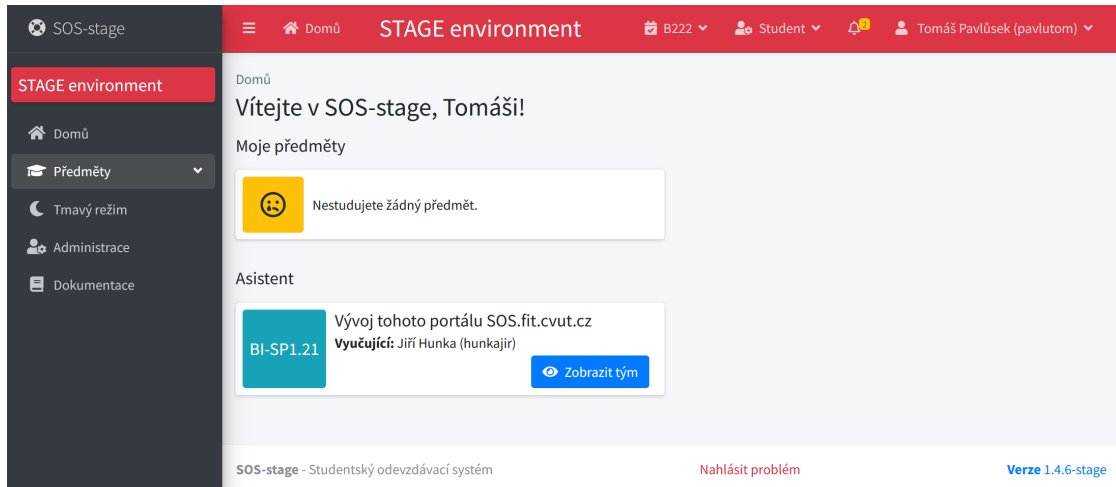 SOS-stage
Domů
STAGE environment
B222
Student
2
Tomáš Pavlůsek (pavlutom)
STAGE environment
Domů
Předměty
Tmavý režim
Administrace
Dokumentace
Domů
Vítejte v SOS-stage, Tomáši!
Moje předměty
Nestudujete žádný předmět.
Asistent
BI-SP1.21
Vývoj tohoto portálu SOS.fit.cvut.cz
Vyučující: Jiří Hunka (hunkajir)
Zobrazit tým
SOS-stage - Studentský odevzdávací systém
Nahlásit problém
Verze 1.4.6-stage